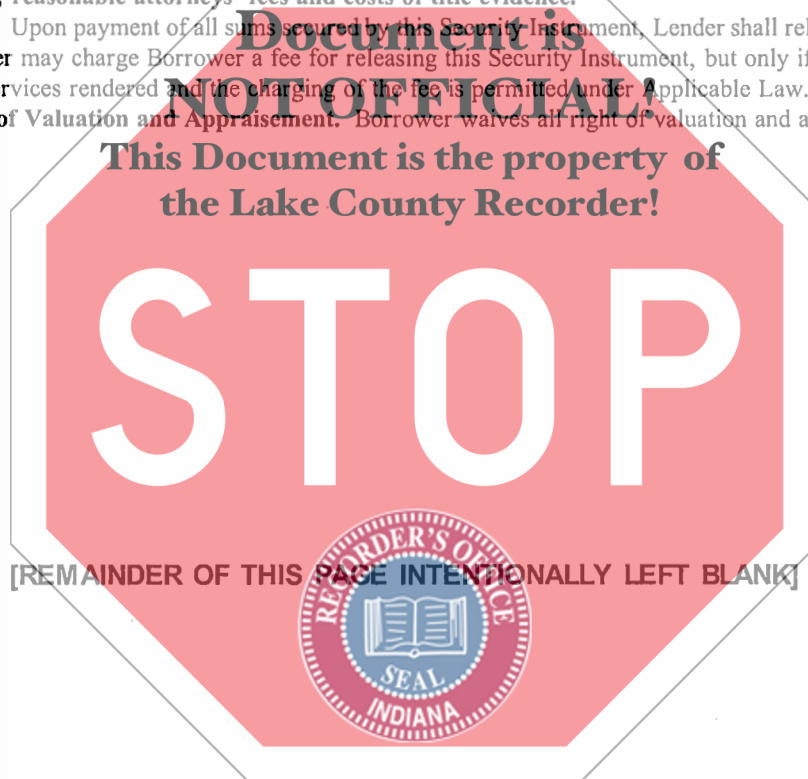 reasonable attorneys' fees and costs of title evidence.
Document is
Upon payment of all sums secured by this Security Instrument, Lender shall rel
er may charge Borrower a fee for releasing this Security Instrument, but only if
NOT OFFICIAL!
rvices rendered and the charging of the fee is permitted under Applicable Law.
of Valuation and Appraisement. Borrower waives all right of valuation and a
This Document is the property of
the Lake County Recorder!
STOP
RECORDER'S OFFICE
[REMAINDER OF THIS PAGE INTENTIONALLY LEFT BLANK]
SEAL
INDIANA